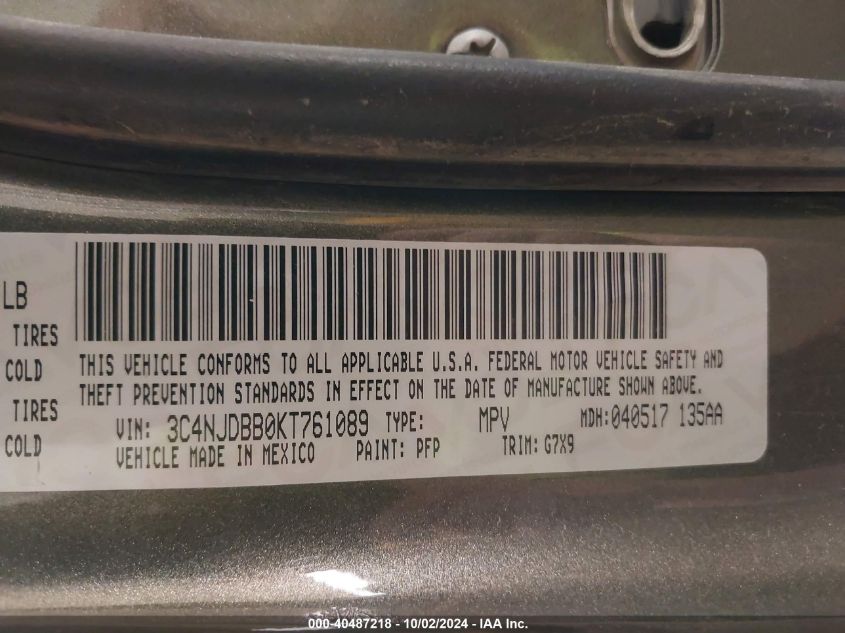 LB
TIRES
COLD
TIRES
COLD
THIS VEHICLE CONFORMS TO ALL APPLICABLE U.S.A. FEDERAL MOTOR VEHICLE SAFETY AND
THEFT PREVENTION STANDARDS IN EFFECT ON THE DATE OF MANUFACTURE SHOWN ABOVE.
VIN: 3C4NJDBB0KT761089 TYPE: MPV MDH:040517 135AA
VEHICLE MADE IN MEXICO PAINT: PFP TRIM: G7X9
000-40487218 - 10/02/2024 - IAA Inc.